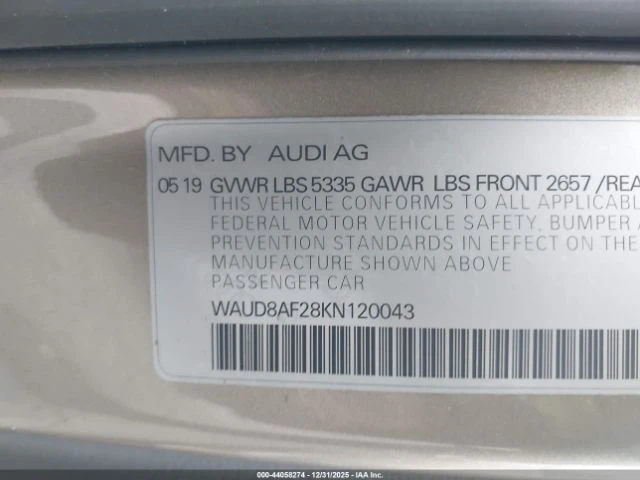 MFD. BY AUDI AG
05 19 GVWR LBS 5335 GAWR LBS FRONT 2657 /REA
THIS VEHICLE CONFORMS TO ALL APPLICABL
FEDERAL MOTOR VEHICLE SAFETY, BUMPER A
PREVENTION STANDARDS IN EFFECT ON THE
MANUFACTURE SHOWN ABOVE
PASSENGER CAR
WAUD8AF28KN120043
000-44058274 - 12/31/2025 - IAA Inc.